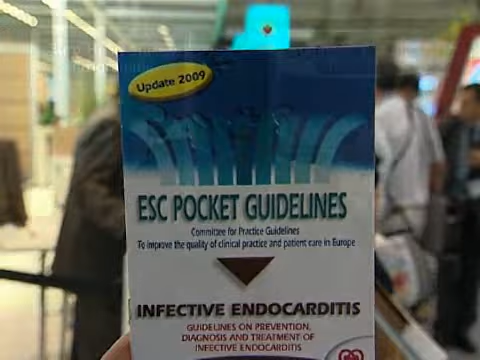 Update 2009
ESC POCKET GUIDELINES
Committee for Practice Guidelines
To improve the quality of clinical practice and patient care in Europe
INFECTIVE ENDOCARDITIS
GUIDELINES ON PREVENTION,
DIAGNOSIS AND TREATMENT OF
INFECTIVE ENDOCARDITIS